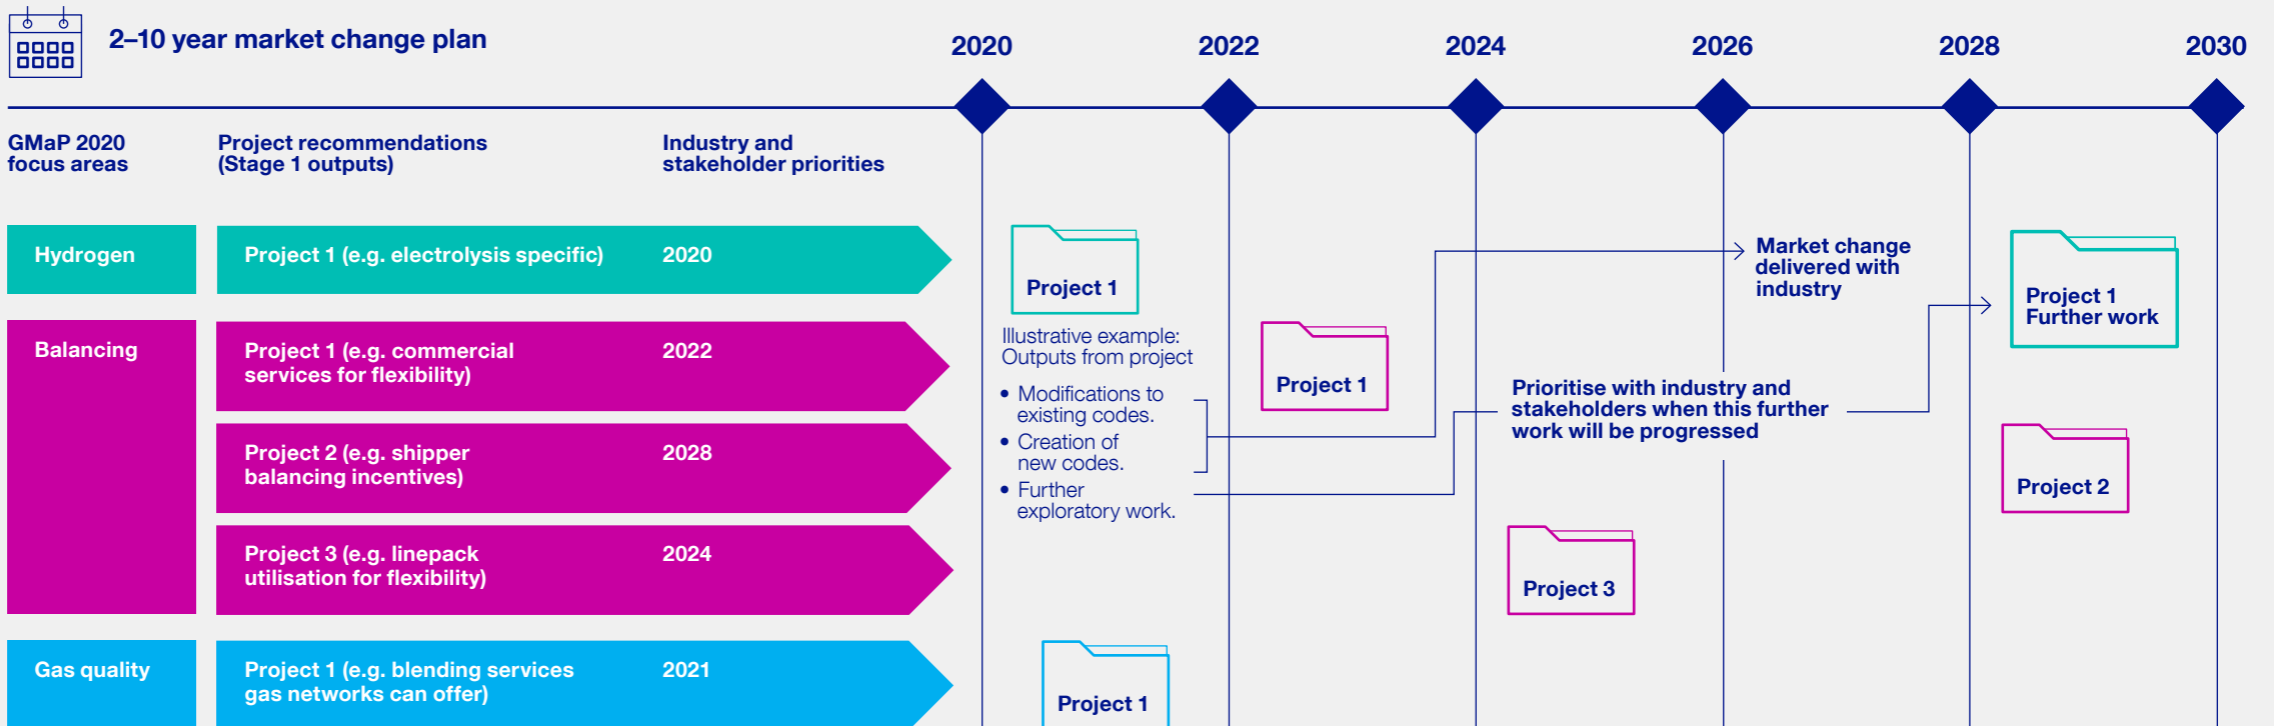 2–10 year market change plan
2020
2022
2024
2026
2028
2030
GMaP 2020
focus areas
Project recommendations
(Stage 1 outputs)
Industry and
stakeholder priorities
Hydrogen
Project 1 (e.g. electrolysis specific)
2020
Project 1
Illustrative example:
Outputs from project
• Modifications to
existing codes.
• Creation of
new codes.
• Further
exploratory work.
Market change
delivered with
industry
Prioritise with industry and
stakeholders when this further
work will be progressed
Project 1
Further work
Balancing
Project 1 (e.g. commercial
services for flexibility)
2022
Project 1
Project 2 (e.g. shipper
balancing incentives)
2028
Project 2
Project 3 (e.g. linepack
utilisation for flexibility)
2024
Project 3
Gas quality
Project 1 (e.g. blending services
gas networks can offer)
2021
Project 1